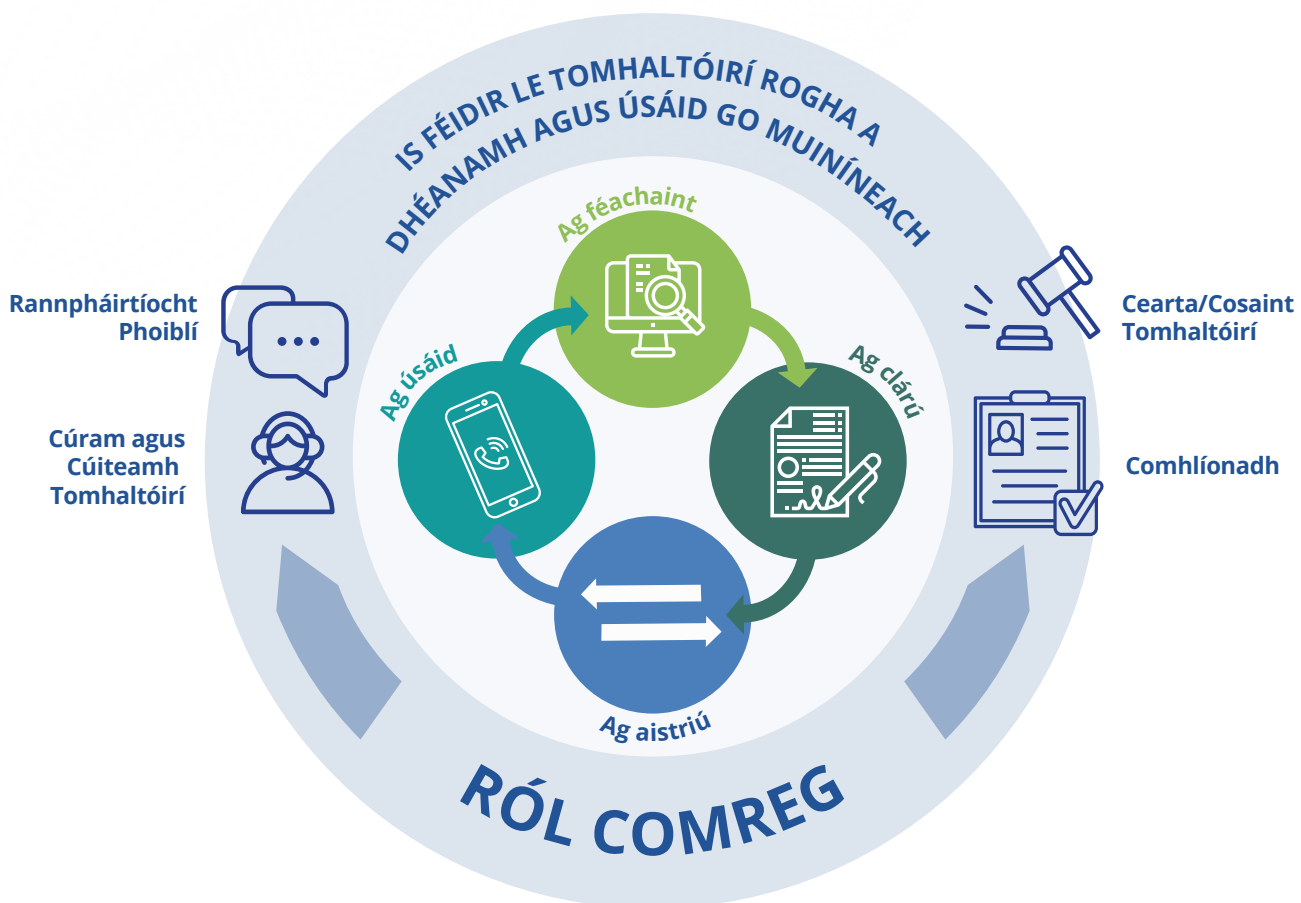 IS FÉIDIR LE TOMHALTÓIRÍ ROGHA A
DHÉANAMH AGUS ÚSÁID GO MUINÍNEACH
Ag féachaint
Rannpháirtíocht
Phoiblí
Cearta/Cosaint
Tomhaltóirí
Ag úsáid
Ag clárú
Cúram agus
Cúiteamh
Tomhaltóirí
Comhlíonadh
Ag aistriú
RÓL COMREG